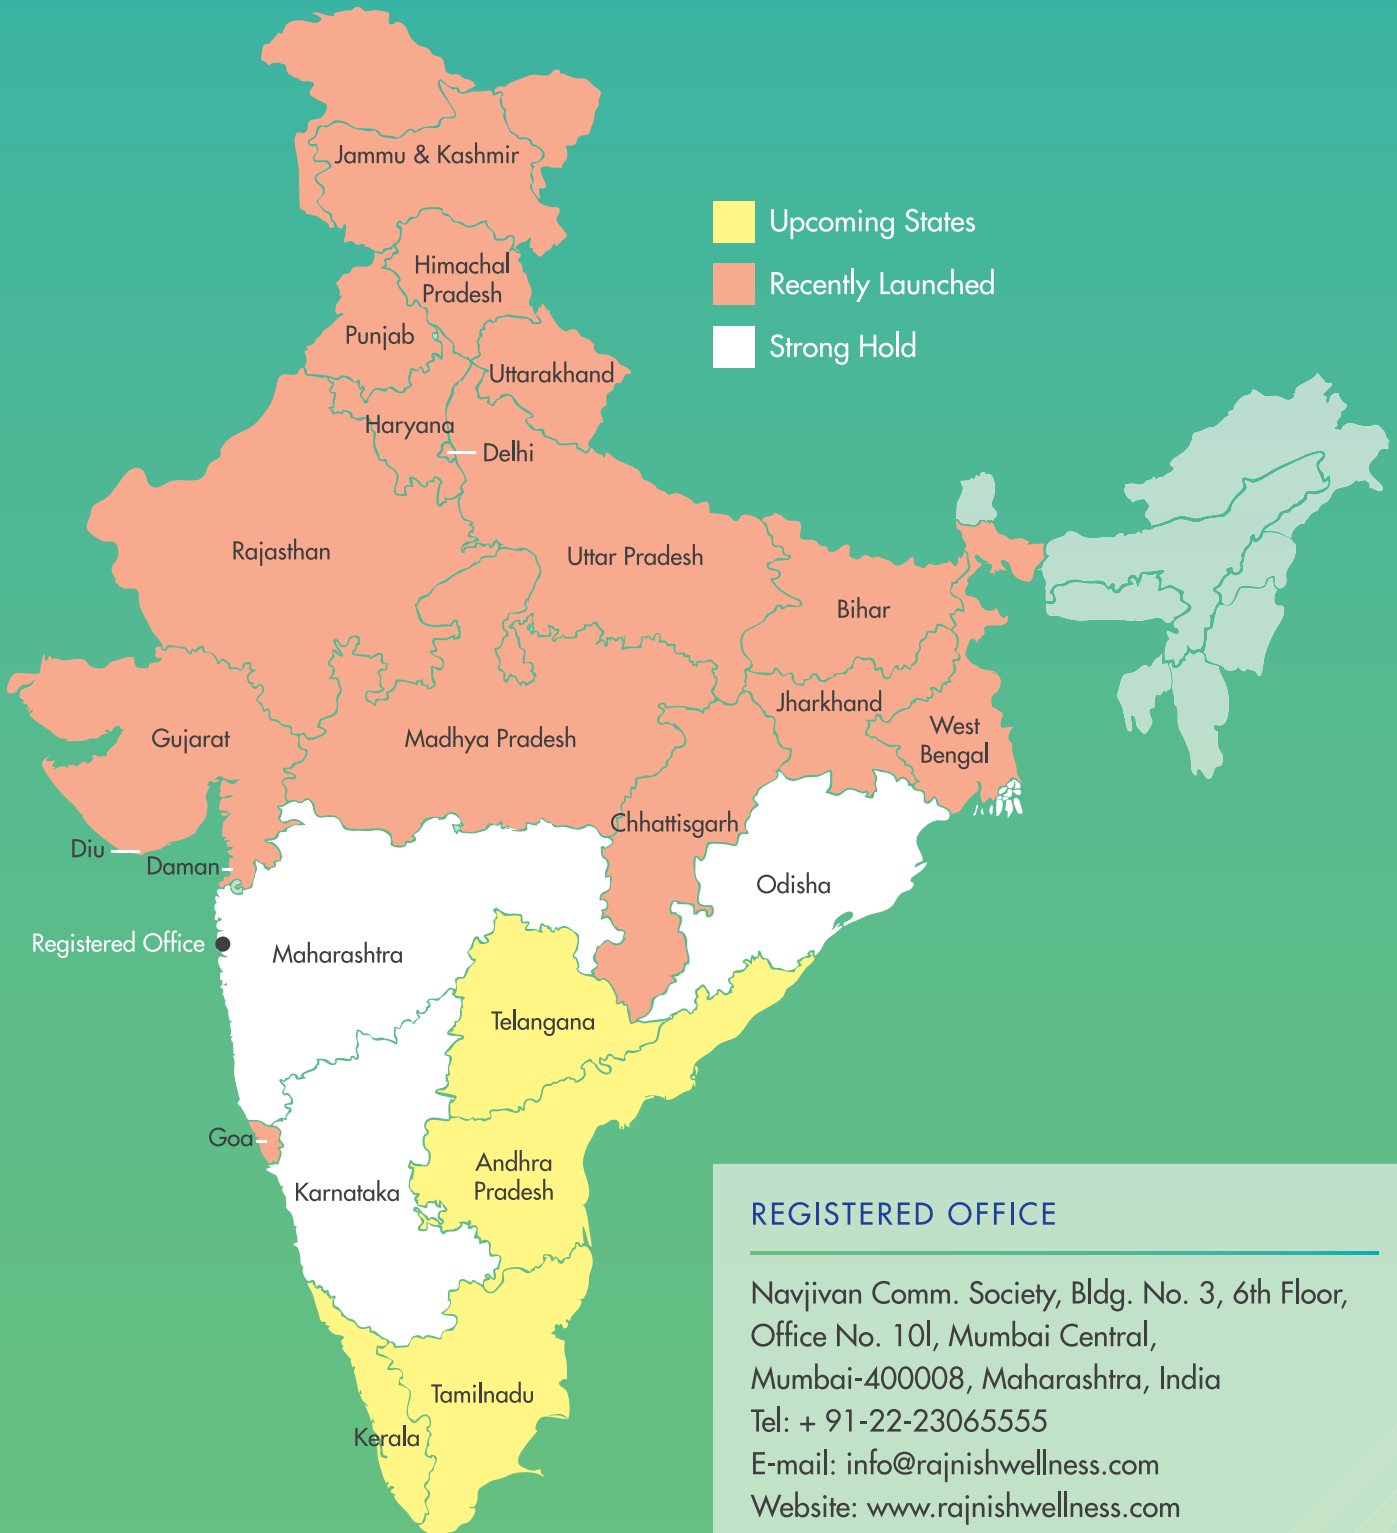 Jammu & Kashmir
Upcoming States
Himachal
Pradesh
Recently Launched
Punjab
Strong Hold
Uttarakhand
Haryana
Delhi
Rajasthan
Uttar Pradesh
Bihar
Jharkhand
Gujarat
Madhya Pradesh
West
Bengal
Chhattisgarh
Diu
Daman
Odisha
Registered Office
Maharashtra
Telangana
Goa
Andhra
Pradesh
Karnataka
Tamilnadu
Kerala
REGISTERED OFFICE
Navjivan Comm. Society, Bldg. No. 3, 6th Floor,
Office No. 10l, Mumbai Central,
Mumbai-400008, Maharashtra, India
Tel: + 91-22-23065555
E-mail: info@rajnishwellness.com
Website: www.rajnishwellness.com